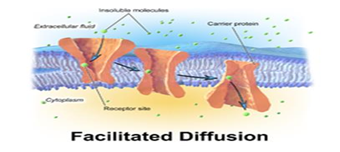 Insoluble molecules
Carrier protein
Extracellular fluid
Cytoplasm
Receptor site
Facilitated Diffusion